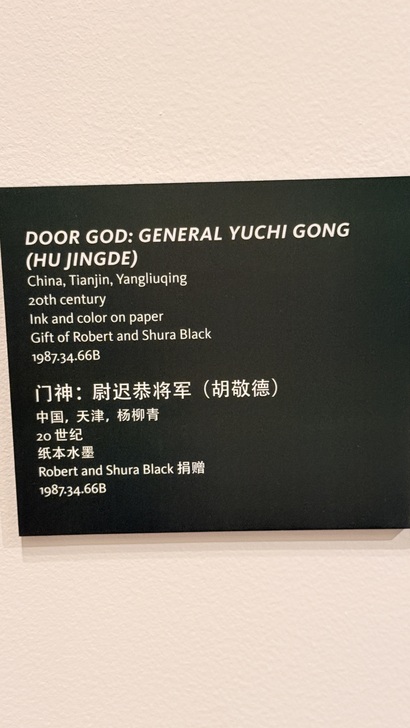 DOOR GOD: GENERAL YUCHI GONG
(HU JINGDE)
China, Tianjin, Yangliuqing
20th century
Ink and color on paper
Gift of Robert and Shura Black
1987.34.66B
门神：尉迟恭将军（胡敬德）
中国，天津，杨柳青
20 世纪
纸本水墨
Robert and Shura Black 捐赠
1987.34.66B